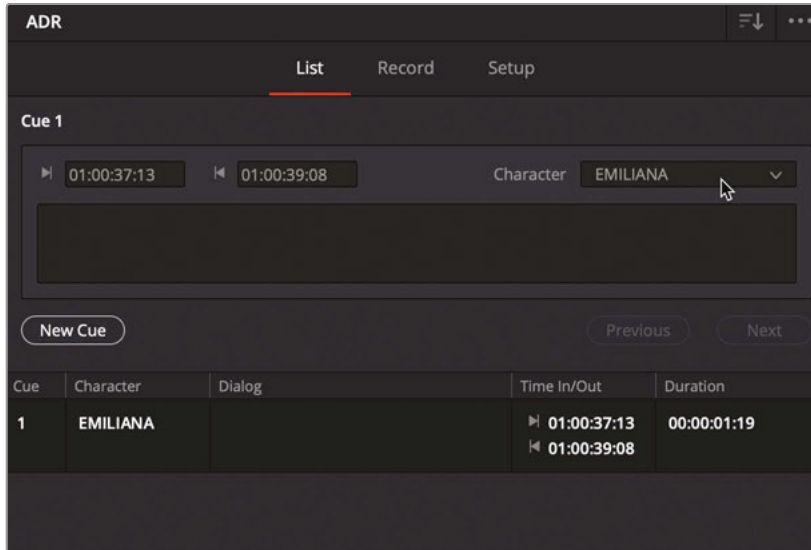 ADR
List Record Setup
Cue 1
01:00:37:13 01:00:39:08 Character EMILIANA
New Cue Previous Next
Cue Character Dialog Time In/Out Duration
1 EMILIANA 01:00:37:13 00:00:01:19
01:00:39:08